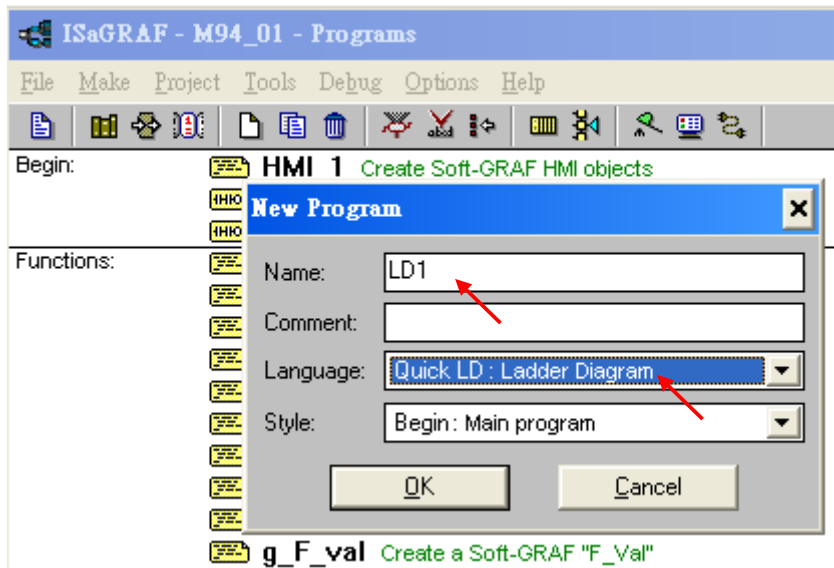 ISaGRAF - M94_01 - Programs
File Make Project Tools Debug Options Help
Begin:
HMI_1 Create Soft-GRAF HMI objects
New Program
Functions:
Name: LD1
Comment:
Language: Quick LD : Ladder Diagram
Style: Begin : Main program
OK Cancel
g_F_val Create a Soft-GRAF "F_Val"